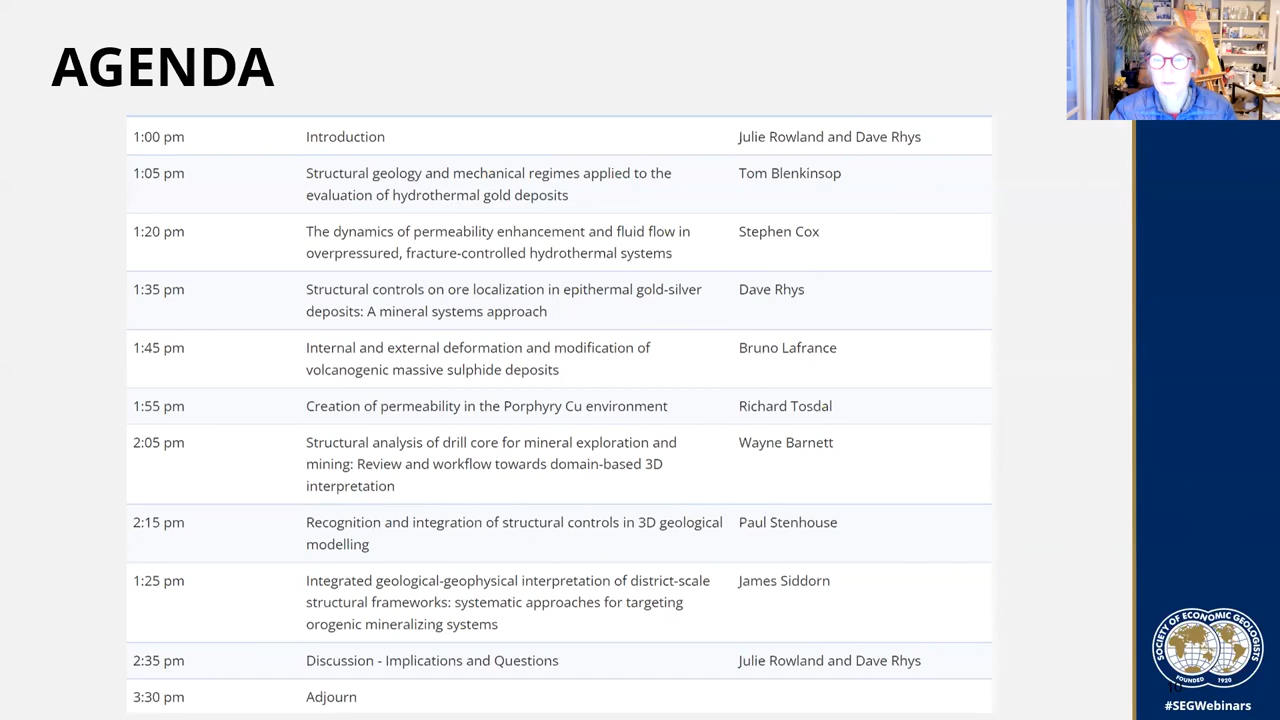 AGENDA
1:00 pm Introduction Julie Rowland and Dave Rhys
1:05 pm Structural geology and mechanical regimes applied to the Tom Blenkinsop
evaluation of hydrothermal gold deposits
1:20 pm The dynamics of permeability enhancement and fluid flow in Stephen Cox
overpressured, fracture-controlled hydrothermal systems
1:35 pm Structural controls on ore localization in epithermal gold-silver Dave Rhys
deposits: A mineral systems approach
1:45 pm Internal and external deformation and modification of Bruno Lafrance
volcanogenic massive sulphide deposits
1:55 pm Creation of permeability in the Porphyry Cu environment Richard Tosdal
2:05 pm Structural analysis of drill core for mineral exploration and Wayne Barnett
mining: Review and workflow towards domain-based 3D
interpretation
2:15 pm Recognition and integration of structural controls in 3D geological Paul Stenhouse
modelling
1:25 pm Integrated geological-geophysical interpretation of district-scale James Siddorn
structural frameworks: systematic approaches for targeting
orogenic mineralizing systems
2:35 pm Discussion - Implications and Questions Julie Rowland and Dave Rhys
3:30 pm Adjourn
SOCIETY OF ECONOMIC GEOLOGISTS
FOUNDED 1920
10
#SEGWebinars